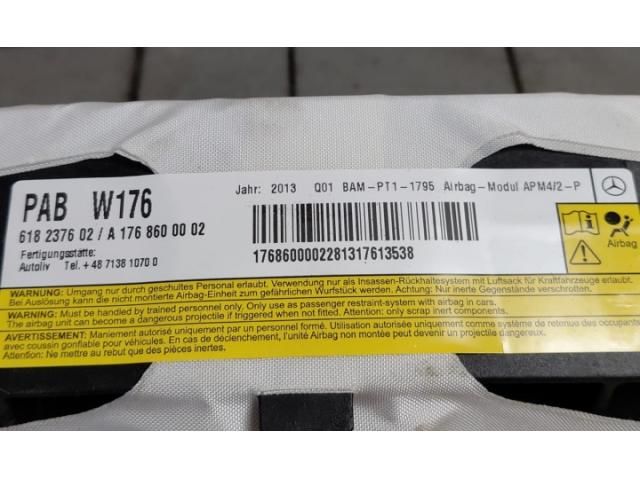 PAB W176
Jahr: 2013 Q01 BAM-PT1-1795 Airbag-Modul APM4/2-P
618 2376 02 / A 176 860 00 02
Fertigungsstätte:
Autoliv Tel. +48 7138 1070 0
1768600002281317613538
Airbag
WARNUNG: Umgang nur durch geschultes Personal erlaubt. Verwendung nur als Insassen-Rückhaltesystem mit Luftsack für Kraftfahrzeuge erlaubt.
Bei Auslösung kann die nicht montierte Airbag-Einheit zum gefährlichen Geschoß werden. Achtung: Nur inerte Gegenstände verschrotten.
WARNING: Must be handled by trained personnel only. Only use as passenger restraint-system with airbag in cars.
The airbag unit can become a dangerous projectile if triggered when not fitted. Attention: only scrap inert components.
AVERTISSEMENT: Maniement autorisé uniquement par un personnel formé. Utilisation autorisée uniquement comme système de retenue des occupants
avec coussin gonflable pour véhicules. En cas de déclenchement, l'unité Airbag non montée peut devenir un projectile dangereux.
Attention: Ne mettre au rebut que des pièces inertes.